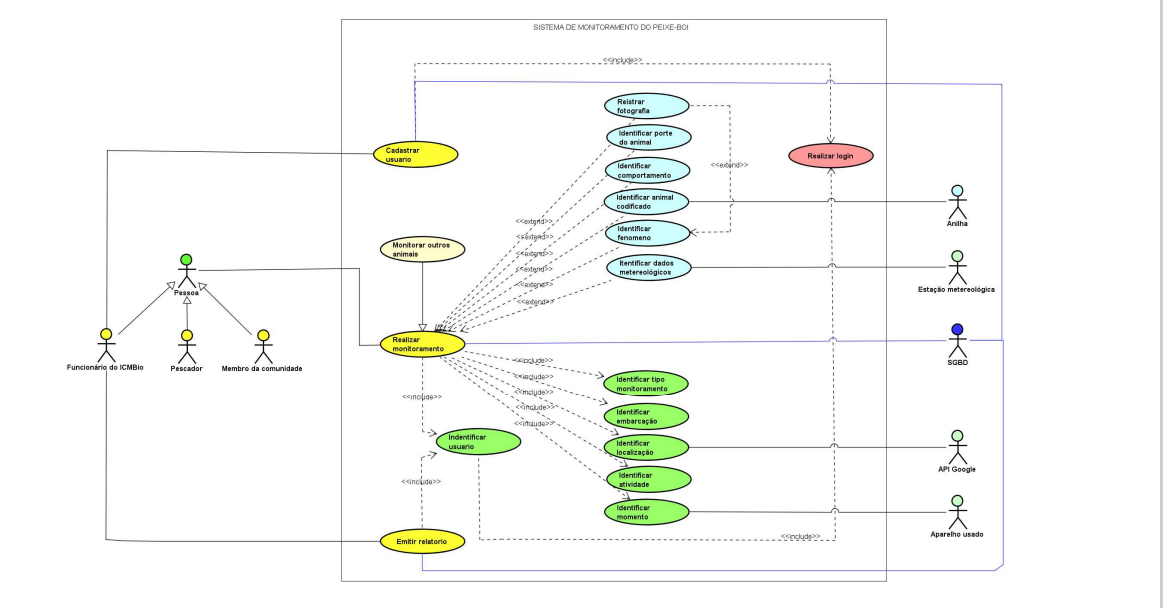 SISTEMA DE MONITORAMENTO DO PEIXE-BOI
<<include>>
Reistrar
fotografia
Identificar porte
do animal
Cadastrar
usuario
Realizar login
<<extend>>
Identificar
comportamento
Identificar animal
codificado
Anilha
<<extend>>
Identificar
fenomeno
<<extend>>
Monitorar outros
animais
<<extend>>
Itentificar dados
metereológicos
<<extend>>
Estação metereológica
<<extend>>
<<extend>>
<<extend>>
Pessoa
Realizar
monitoramento
SGBD
Funcionário do ICMBio
Pescador
Membro da comunidade
<<include>>
<<include>>
<<include>>
<<include>>
<<include>>
Identificar tipo
monitoramento
<<include>>
Identificar
embarcação
Indentificar
usuario
Identificar
localização
API Google
Identificar
atividade
<<include>>
Identificar
momento
Aparelho usado
Emitir relatorio
<<include>>